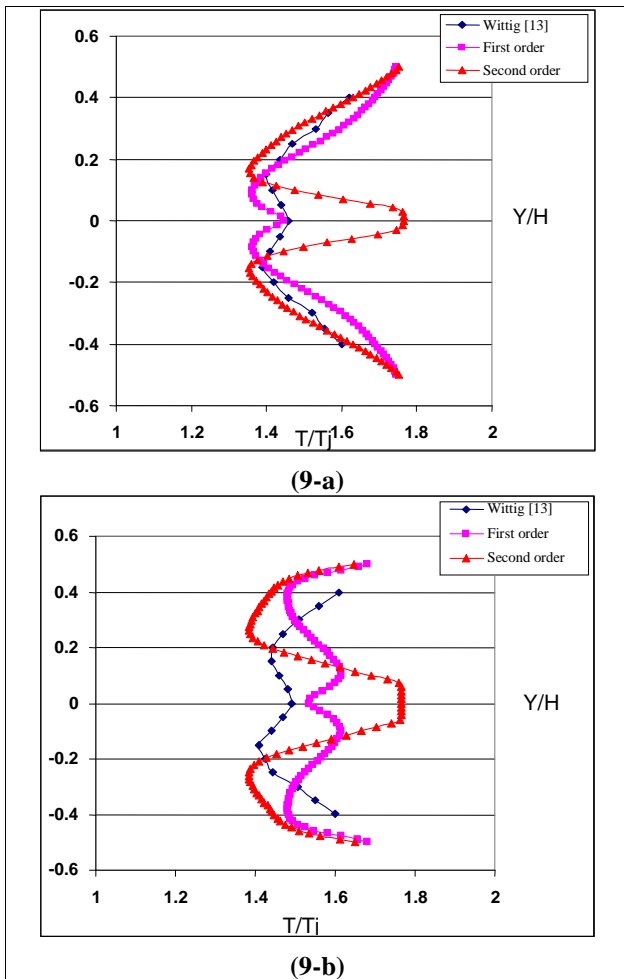 0.6
0.4
0.2
0
-0.2
-0.4
-0.6
Wittig [13]
First order
Second order
Y/H
1 1.2 1.4 1.6 1.8 2
T/Tj
(9-a)
0.6
0.4
0.2
0
-0.2
-0.4
-0.6
Wittig [13]
First order
Second order
Y/H
1 1.2 1.4 1.6 1.8 2
T/Tj
(9-b)